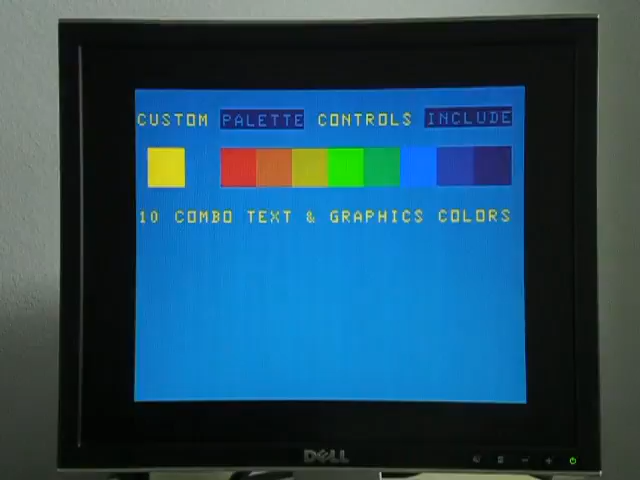 CUSTOM PALETTE CONTROLS INCLUDE
10 COMBO TEXT & GRAPHICS COLORS
DELL